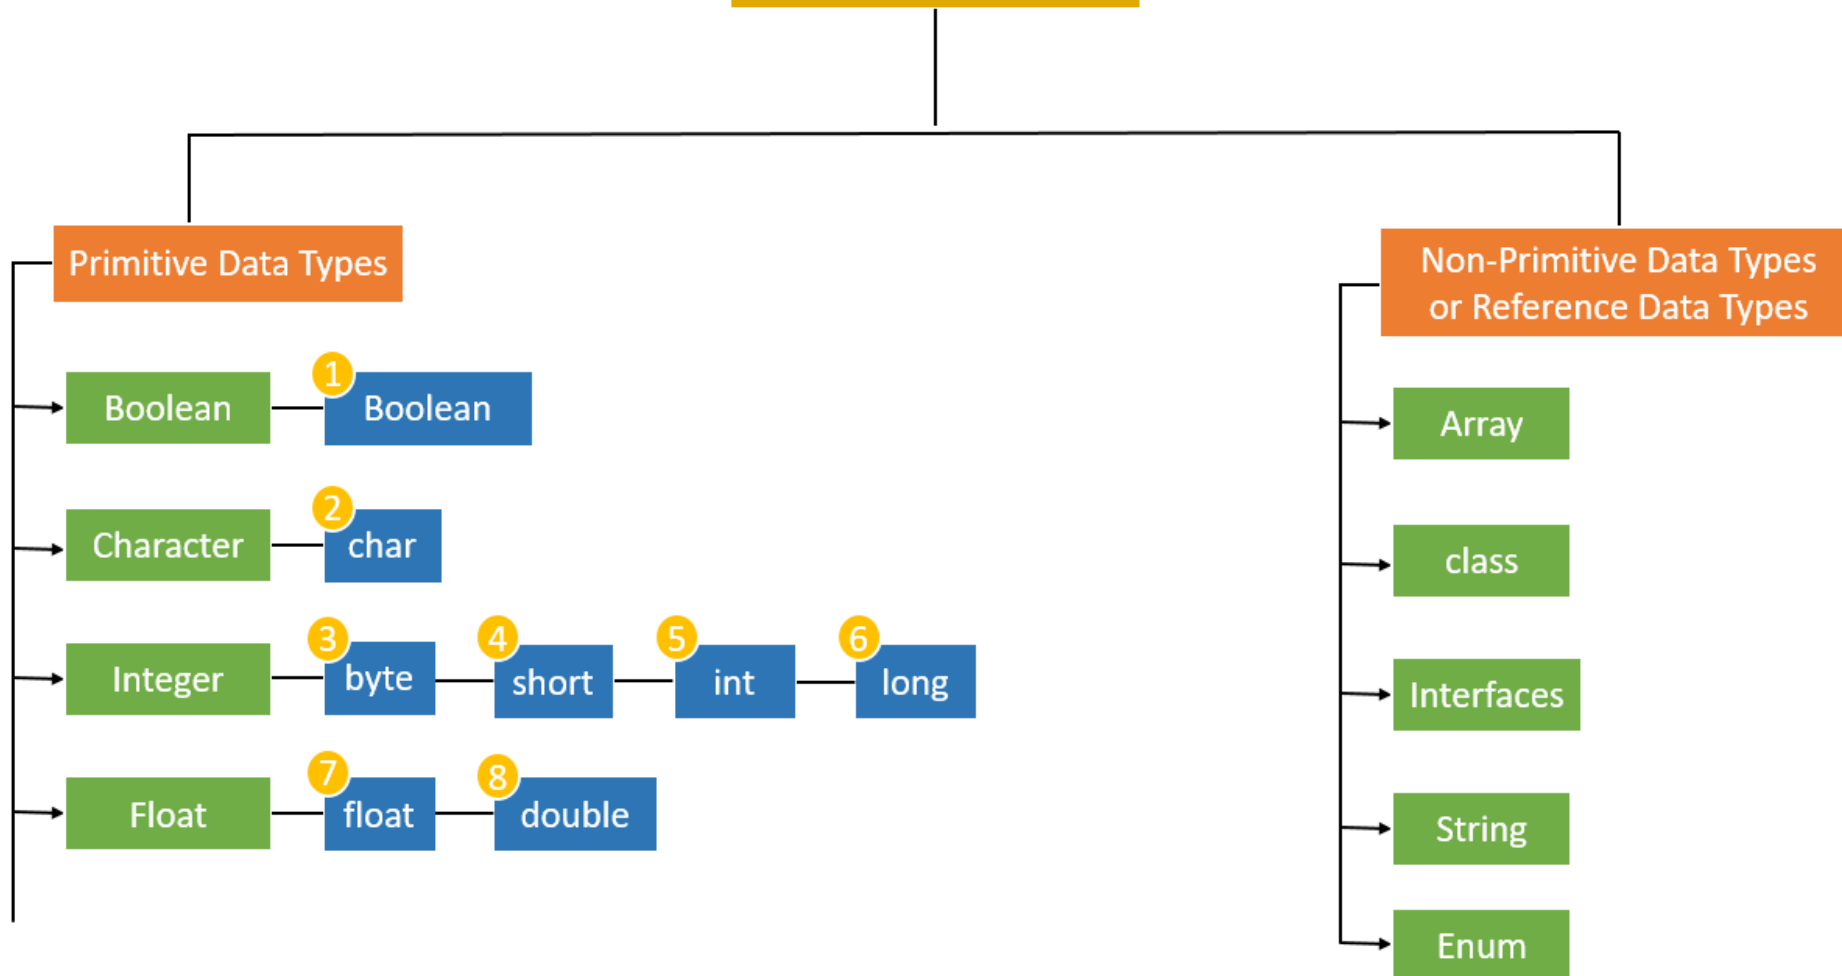 Primitive Data Types
Non-Primitive Data Types
or Reference Data Types
Boolean
1
Boolean
Character
2
char
Integer
3
byte
4
short
5
int
6
long
Float
7
float
8
double
Array
class
Interfaces
String
Enum